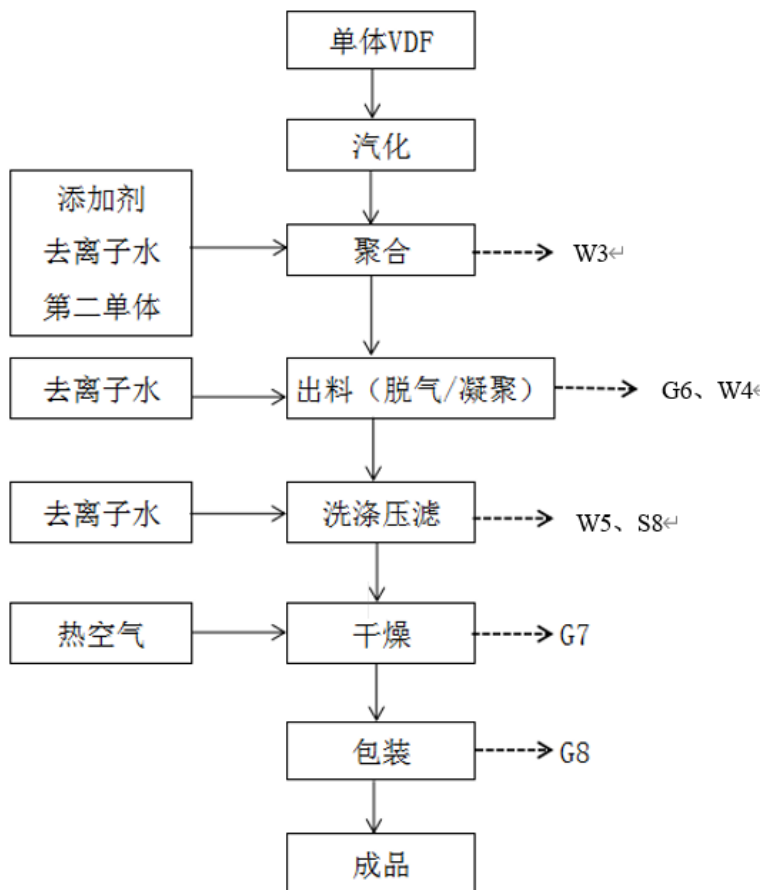 单体VDF
汽化
添加剂
去离子水
第二单体
聚合
W3↵
去离子水
出料（脱气/凝聚）
G6、W4↵
去离子水
洗涤压滤
W5、S8↵
热空气
干燥
G7
包装
G8
成品